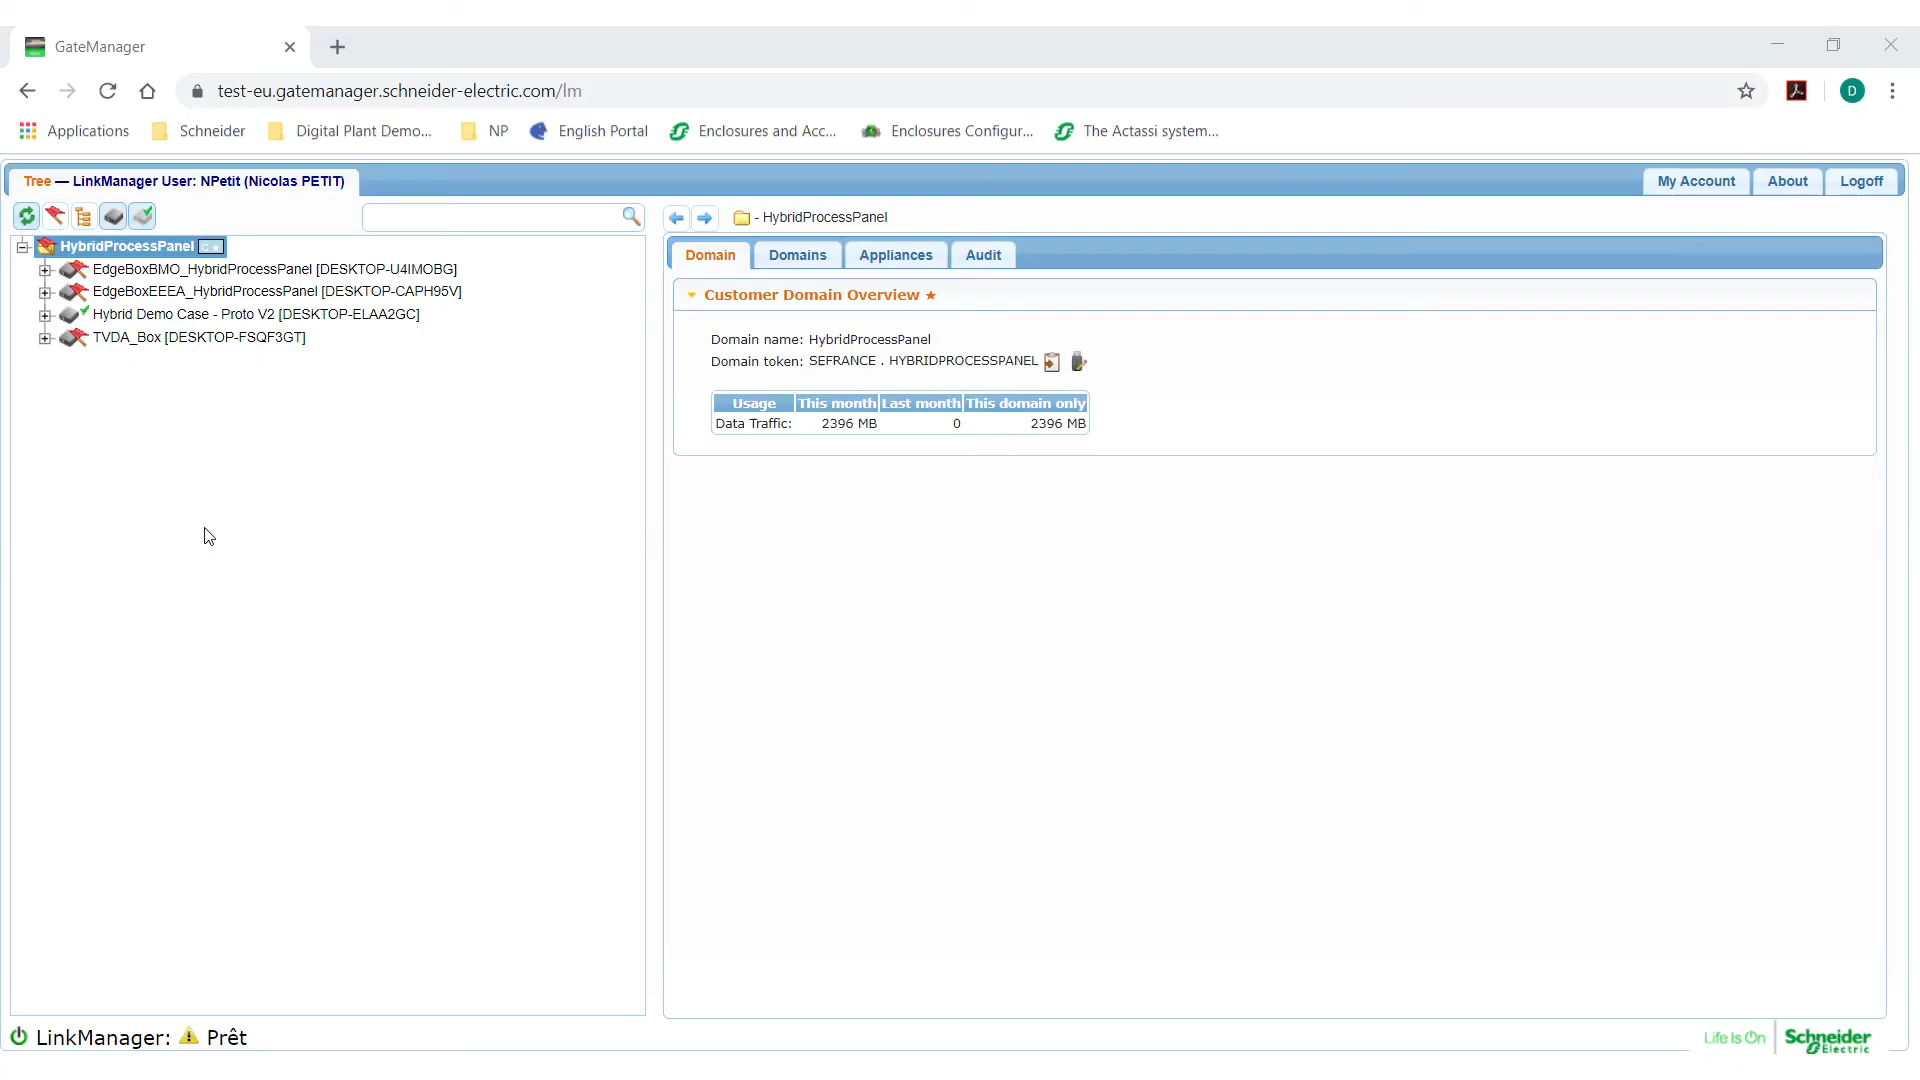 GateManager
test-eu.gatemanager.schneider-electric.com/lm
D
Applications Schneider Digital Plant Demo... NP English Portal Enclosures and Acc... Enclosures Configur... The Actassi system...
Tree — LinkManager User: NPetit (Nicolas PETIT)
My Account About Logoff
- HybridProcessPanel
HybridProcessPanel
EdgeBoxBMO_HybridProcessPanel [DESKTOP-U4IMOBG]
EdgeBoxEEEA_HybridProcessPanel [DESKTOP-CAPH95V]
Hybrid Demo Case - Proto V2 [DESKTOP-ELAA2GC]
TVDA_Box [DESKTOP-FSQF3GT]
Domain Domains Appliances Audit
Customer Domain Overview ★
Domain name: HybridProcessPanel
Domain token: SEFRANCE . HYBRIDPROCESSPANEL
Usage This month Last month This domain only
Data Traffic: 2396 MB 0 2396 MB
LinkManager: Prêt
Life Is On Schneider Electric